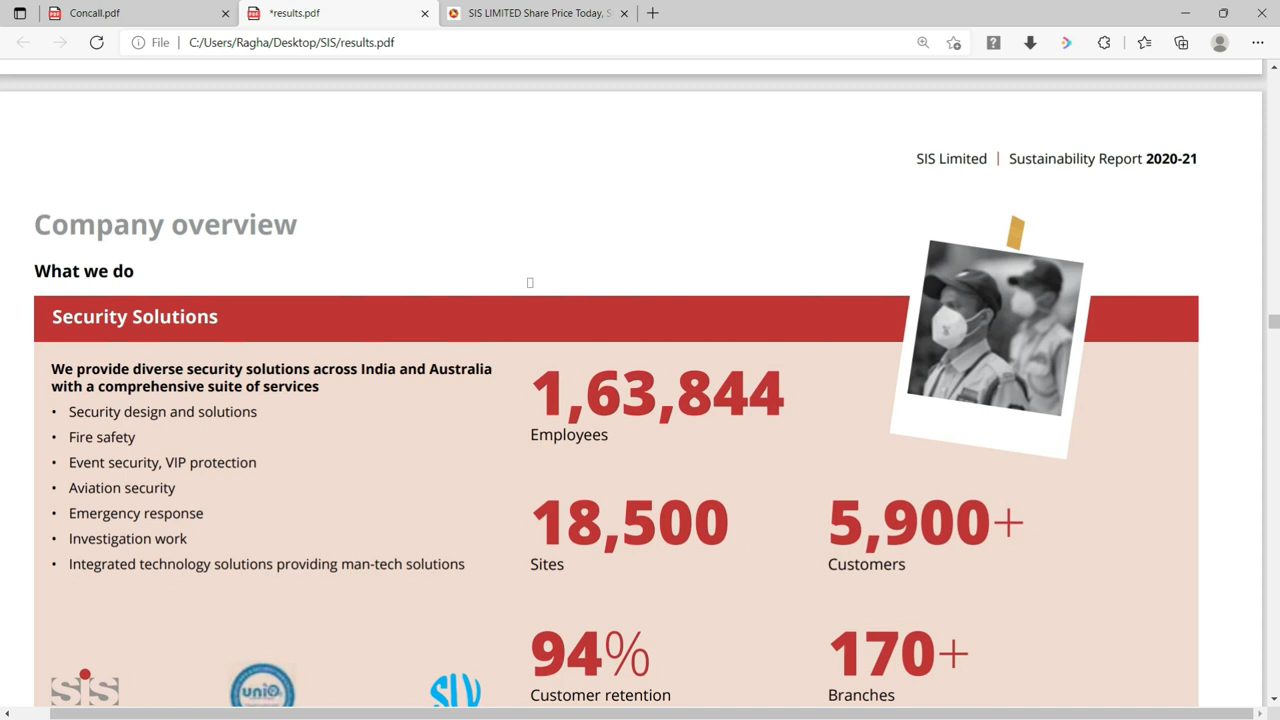 Concall.pdf
*results.pdf
SIS LIMITED Share Price Today, S
File
C:/Users/Ragha/Desktop/SIS/results.pdf
SIS Limited | Sustainability Report 2020-21
Company overview
What we do
Security Solutions
We provide diverse security solutions across India and Australia
with a comprehensive suite of services
• Security design and solutions
• Fire safety
• Event security, VIP protection
• Aviation security
• Emergency response
• Investigation work
• Integrated technology solutions providing man-tech solutions
1,63,844
Employees
18,500
Sites
5,900+
Customers
94%
Customer retention
170+
Branches
sis
uniq
SLV